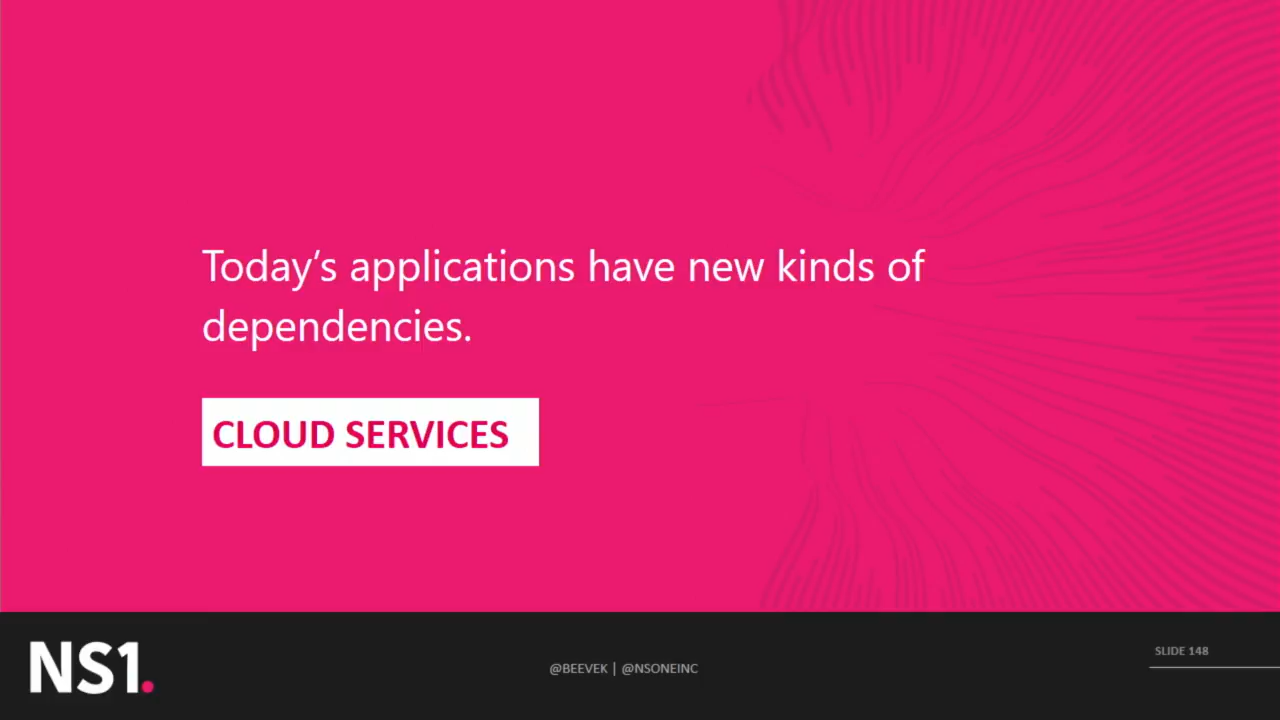 Today's applications have new kinds of
dependencies.
CLOUD SERVICES
NS1.
@BEEVEK | @NSONEINC
SLIDE 148